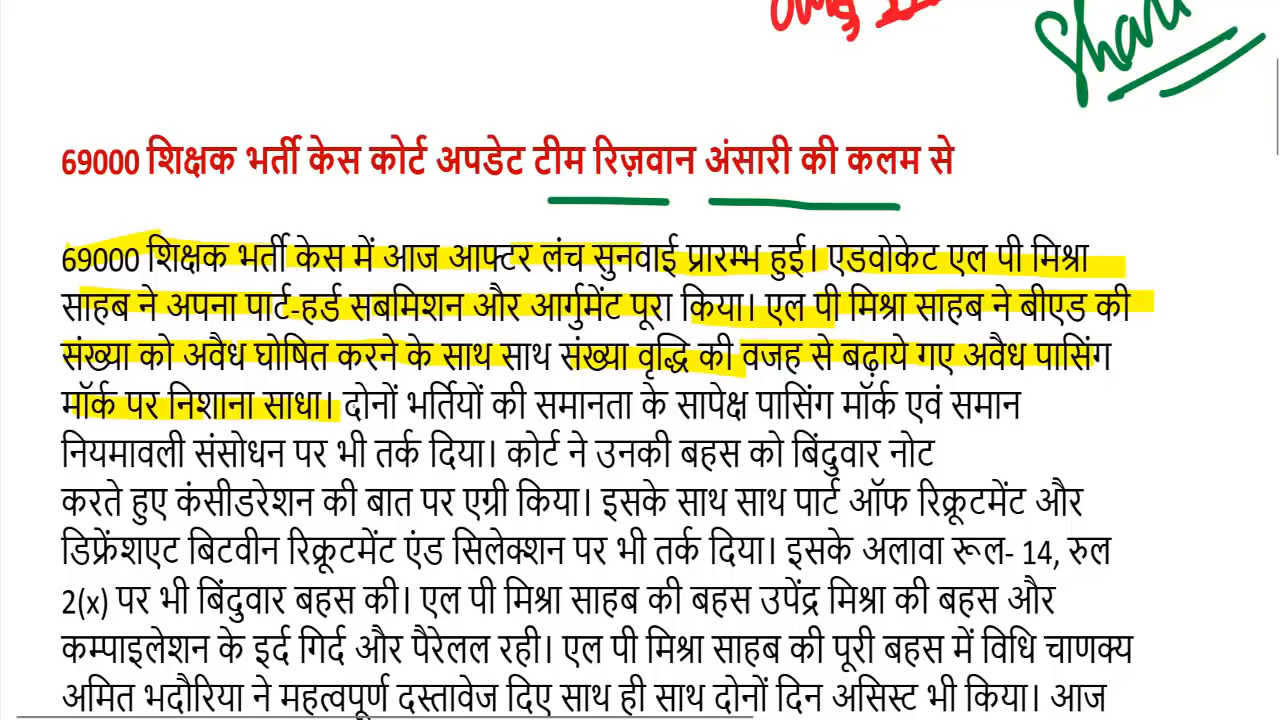 69000 शिक्षक भर्ती केस कोर्ट अपडेट टीम रिज़वान अंसारी की कलम से
69000 शिक्षक भर्ती केस में आज आफ्टर लंच सुनवाई प्रारम्भ हुई। एडवोकेट एल पी मिश्रा
साहब ने अपना पार्ट-हर्ड सबमिशन और आर्गुमेंट पूरा किया। एल पी मिश्रा साहब ने बीएड की
संख्या को अवैध घोषित करने के साथ साथ संख्या वृद्धि की वजह से बढ़ाये गए अवैध पासिंग
मॉर्क पर निशाना साधा। दोनों भर्तियों की समानता के सापेक्ष पासिंग मॉर्क एवं समान
नियमावली संसोधन पर भी तर्क दिया। कोर्ट ने उनकी बहस को बिंदुवार नोट
करते हुए कंसीडरेशन की बात पर एग्री किया। इसके साथ साथ पार्ट ऑफ रिक्रूटमेंट और
डिफ्रेंशएट बिटवीन रिक्रूटमेंट एंड सिलेक्शन पर भी तर्क दिया। इसके अलावा रूल- 14, रुल
2(x) पर भी बिंदुवार बहस की। एल पी मिश्रा साहब की बहस उपेंद्र मिश्रा की बहस और
कम्पाइलेशन के इर्द गिर्द और पैरेलल रही। एल पी मिश्रा साहब की पूरी बहस में विधि चाणक्य
अमित भदौरिया ने महत्वपूर्ण दस्तावेज दिए साथ ही साथ दोनों दिन असिस्ट भी किया। आज